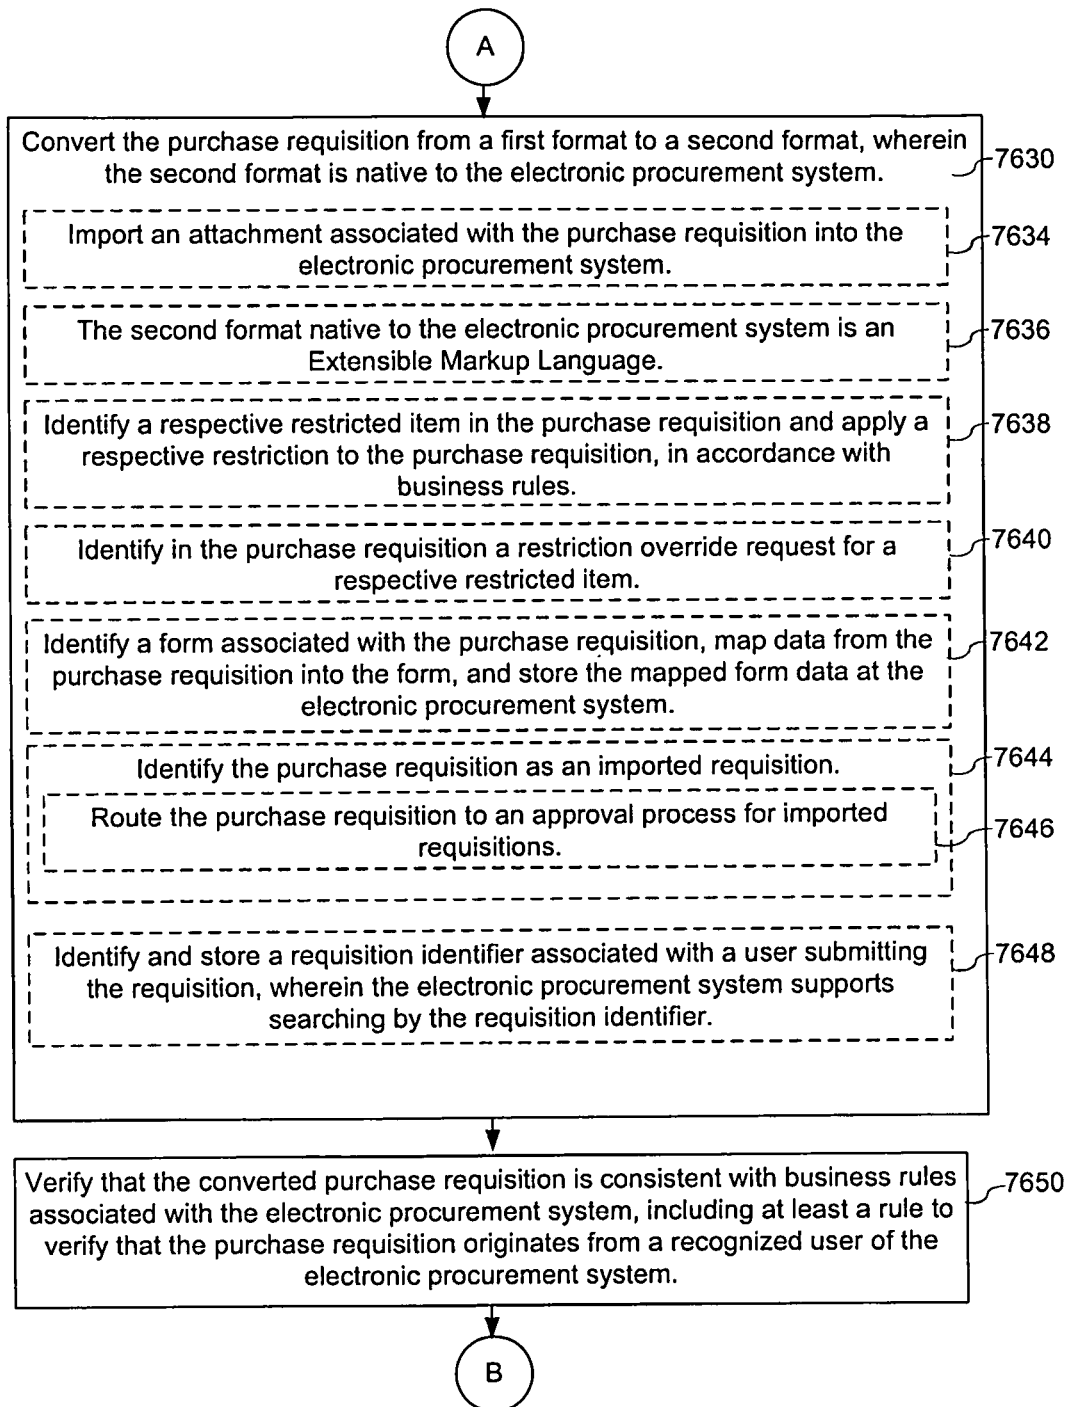 A
Convert the purchase requisition from a first format to a second format, wherein
the second format is native to the electronic procurement system.
7630
Import an attachment associated with the purchase requisition into the
electronic procurement system.
7634
The second format native to the electronic procurement system is an
Extensible Markup Language.
7636
Identify a respective restricted item in the purchase requisition and apply a
respective restriction to the purchase requisition, in accordance with
business rules.
7638
Identify in the purchase requisition a restriction override request for a
respective restricted item.
7640
Identify a form associated with the purchase requisition, map data from the
purchase requisition into the form, and store the mapped form data at the
electronic procurement system.
7642
Identify the purchase requisition as an imported requisition.
7644
Route the purchase requisition to an approval process for imported
requisitions.
7646
Identify and store a requisition identifier associated with a user submitting
the requisition, wherein the electronic procurement system supports
searching by the requisition identifier.
7648
Verify that the converted purchase requisition is consistent with business rules
associated with the electronic procurement system, including at least a rule to
verify that the purchase requisition originates from a recognized user of the
electronic procurement system.
7650
B